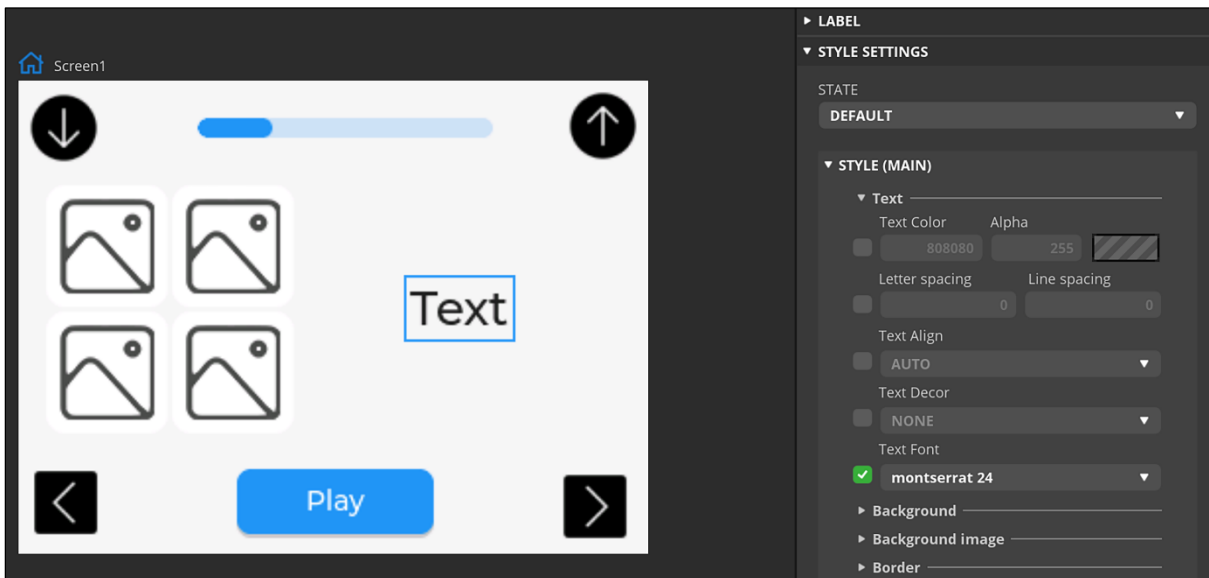 Screen1
Text
Play
LABEL
STYLE SETTINGS
STATE
DEFAULT
STYLE (MAIN)
Text
Text Color Alpha
808080 255
Letter spacing Line spacing
0 0
Text Align
AUTO
Text Decor
NONE
Text Font
montserrat 24
Background
Background image
Border